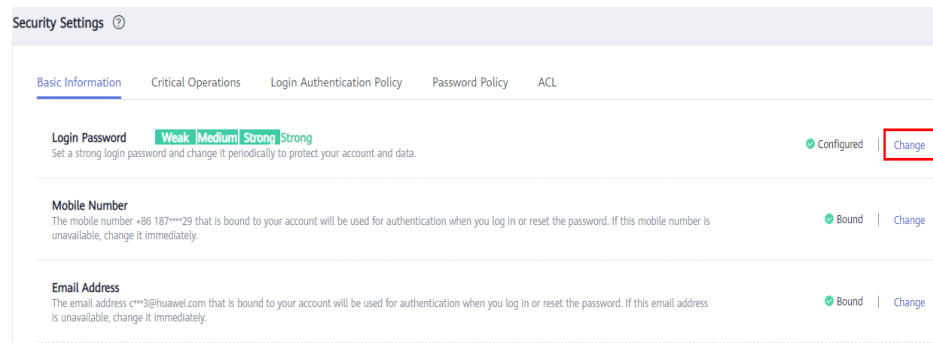 Security Settings ?
Basic Information Critical Operations Login Authentication Policy Password Policy ACL
Login Password Weak Medium Strong Strong
Set a strong login password and change it periodically to protect your account and data.
Configured | Change
Mobile Number
The mobile number +86 187****29 that is bound to your account will be used for authentication when you log in or reset the password. If this mobile number is
unavailable, change it immediately.
Bound | Change
Email Address
The email address c***3@huawei.com that is bound to your account will be used for authentication when you log in or reset the password. If this email address
is unavailable, change it immediately.
Bound | Change